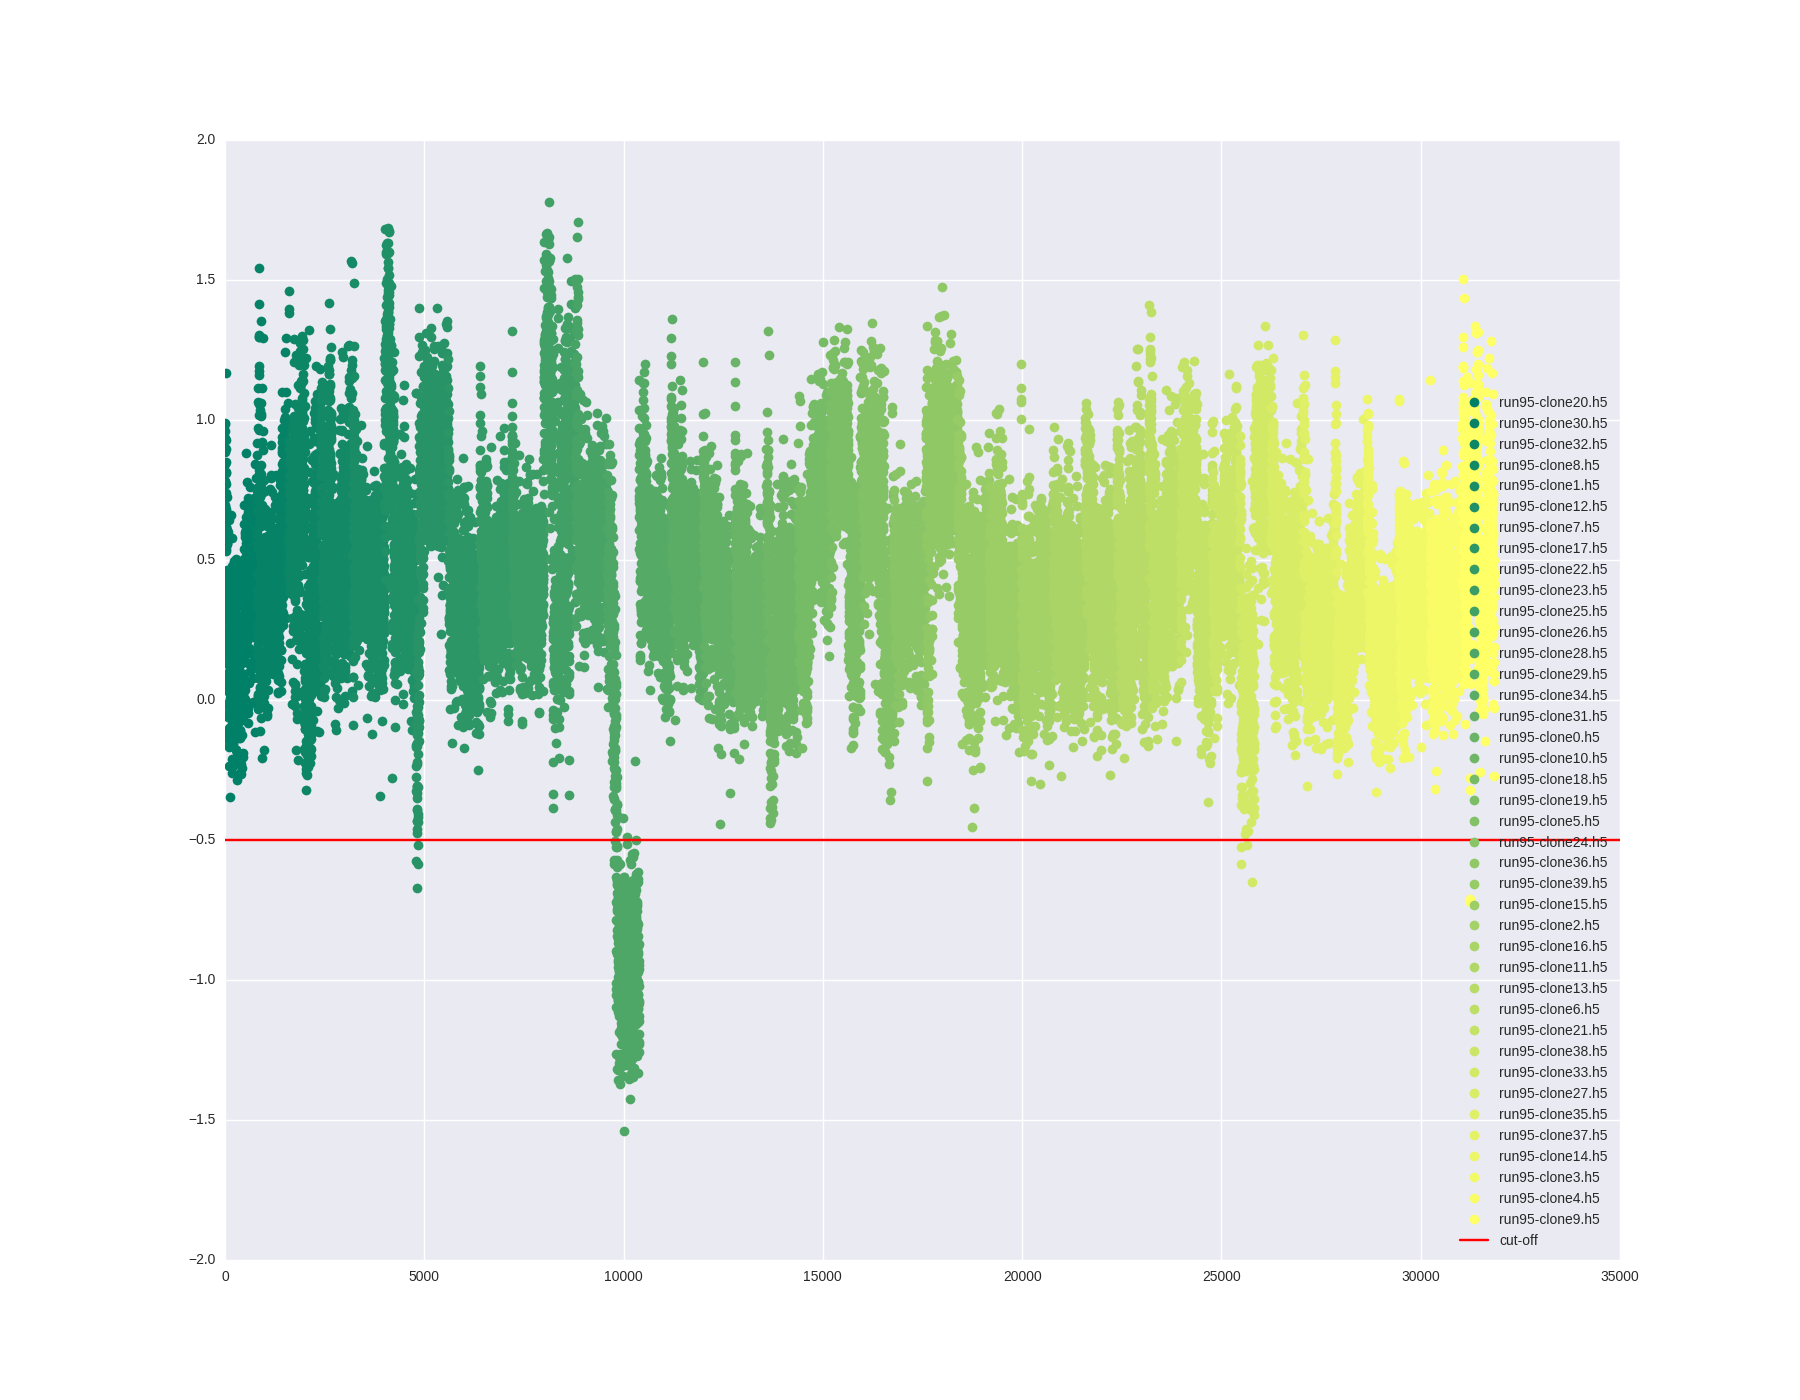 2.0
1.5
1.0
0.5
0.0
−0.5
−1.0
−1.5
−2.0
0 5000 10000 15000 20000 25000 30000 35000
run95-clone20.h5
run95-clone30.h5
run95-clone32.h5
run95-clone8.h5
run95-clone1.h5
run95-clone12.h5
run95-clone7.h5
run95-clone17.h5
run95-clone22.h5
run95-clone23.h5
run95-clone25.h5
run95-clone26.h5
run95-clone28.h5
run95-clone29.h5
run95-clone34.h5
run95-clone31.h5
run95-clone0.h5
run95-clone10.h5
run95-clone18.h5
run95-clone19.h5
run95-clone5.h5
run95-clone24.h5
run95-clone36.h5
run95-clone39.h5
run95-clone15.h5
run95-clone2.h5
run95-clone16.h5
run95-clone11.h5
run95-clone13.h5
run95-clone6.h5
run95-clone21.h5
run95-clone38.h5
run95-clone33.h5
run95-clone27.h5
run95-clone35.h5
run95-clone37.h5
run95-clone14.h5
run95-clone3.h5
run95-clone4.h5
run95-clone9.h5
cut-off